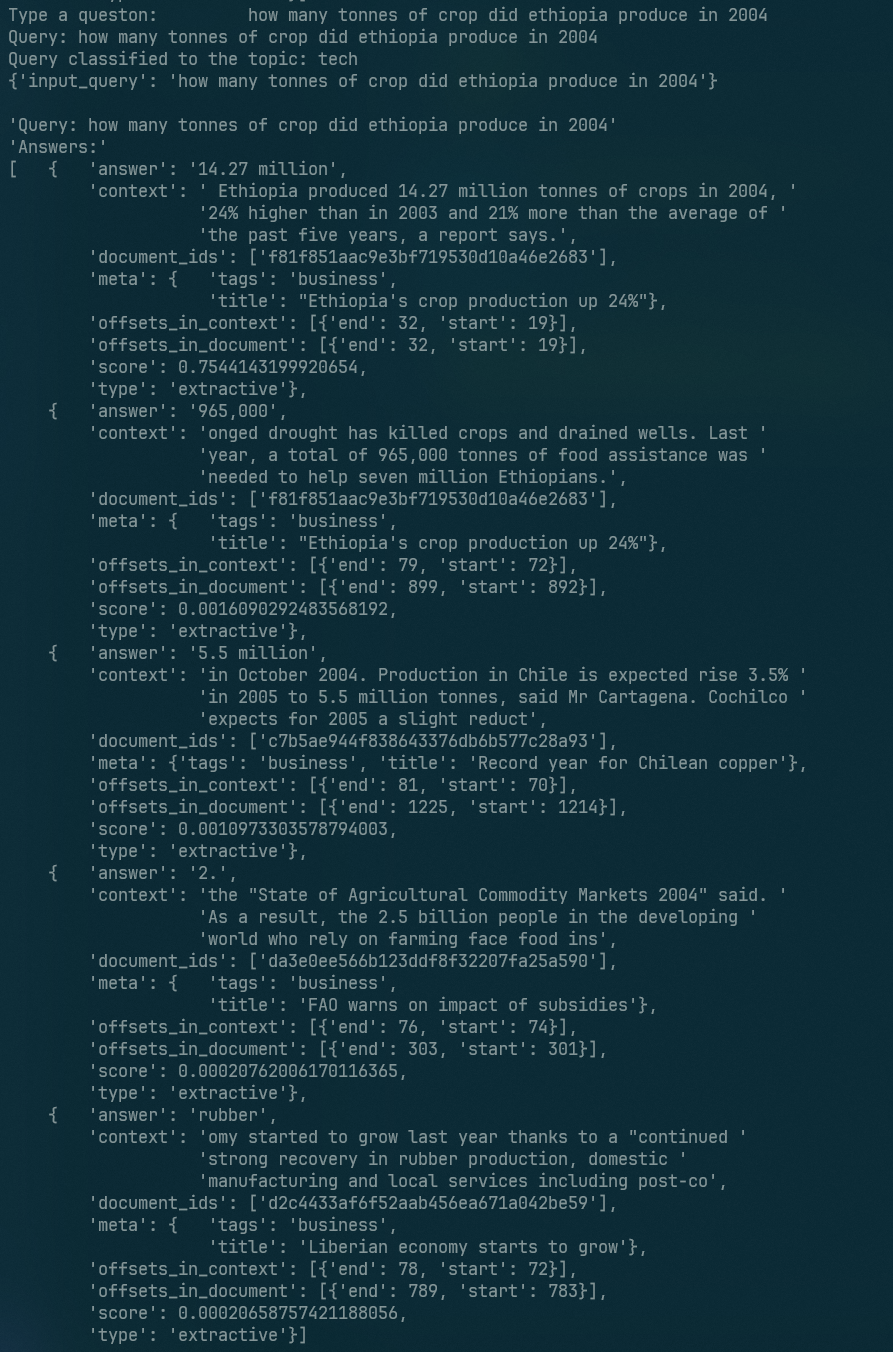 Type a queston:         how many tonnes of crop did ethiopia produce in 2004
Query: how many tonnes of crop did ethiopia produce in 2004
Query classified to the topic: tech
{'input_query': 'how many tonnes of crop did ethiopia produce in 2004'}

'Query: how many tonnes of crop did ethiopia produce in 2004'
'Answers:'
[   {   'answer': '14.27 million',
        'context': ' Ethiopia produced 14.27 million tonnes of crops in 2004, '
                   '24% higher than in 2003 and 21% more than the average of '
                   'the past five years, a report says.',
        'document_ids': ['f81f851aac9e3bf719530d10a46e2683'],
        'meta': {   'tags': 'business',
                    'title': "Ethiopia's crop production up 24%"},
        'offsets_in_context': [{'end': 32, 'start': 19}],
        'offsets_in_document': [{'end': 32, 'start': 19}],
        'score': 0.7544143199920654,
        'type': 'extractive'},
    {   'answer': '965,000',
        'context': 'onged drought has killed crops and drained wells. Last '
                   'year, a total of 965,000 tonnes of food assistance was '
                   'needed to help seven million Ethiopians.',
        'document_ids': ['f81f851aac9e3bf719530d10a46e2683'],
        'meta': {   'tags': 'business',
                    'title': "Ethiopia's crop production up 24%"},
        'offsets_in_context': [{'end': 79, 'start': 72}],
        'offsets_in_document': [{'end': 899, 'start': 892}],
        'score': 0.0016090292483568192,
        'type': 'extractive'},
    {   'answer': '5.5 million',
        'context': 'in October 2004. Production in Chile is expected rise 3.5% '
                   'in 2005 to 5.5 million tonnes, said Mr Cartagena. Cochilco '
                   'expects for 2005 a slight reduct',
        'document_ids': ['c7b5ae944f838643376db6b577c28a93'],
        'meta': {'tags': 'business', 'title': 'Record year for Chilean copper'},
        'offsets_in_context': [{'end': 81, 'start': 70}],
        'offsets_in_document': [{'end': 1225, 'start': 1214}],
        'score': 0.0010973303578794003,
        'type': 'extractive'},
    {   'answer': '2.',
        'context': 'the "State of Agricultural Commodity Markets 2004" said. '
                   'As a result, the 2.5 billion people in the developing '
                   'world who rely on farming face food ins',
        'document_ids': ['da3e0ee566b123ddf8f32207fa25a590'],
        'meta': {   'tags': 'business',
                    'title': 'FAO warns on impact of subsidies'},
        'offsets_in_context': [{'end': 76, 'start': 74}],
        'offsets_in_document': [{'end': 303, 'start': 301}],
        'score': 0.00020762006170116365,
        'type': 'extractive'},
    {   'answer': 'rubber',
        'context': 'omy started to grow last year thanks to a "continued '
                   'strong recovery in rubber production, domestic '
                   'manufacturing and local services including post-co',
        'document_ids': ['d2c4433af6f52aab456ea671a042be59'],
        'meta': {   'tags': 'business',
                    'title': 'Liberian economy starts to grow'},
        'offsets_in_context': [{'end': 78, 'start': 72}],
        'offsets_in_document': [{'end': 789, 'start': 783}],
        'score': 0.00020658757421188056,
        'type': 'extractive'}]